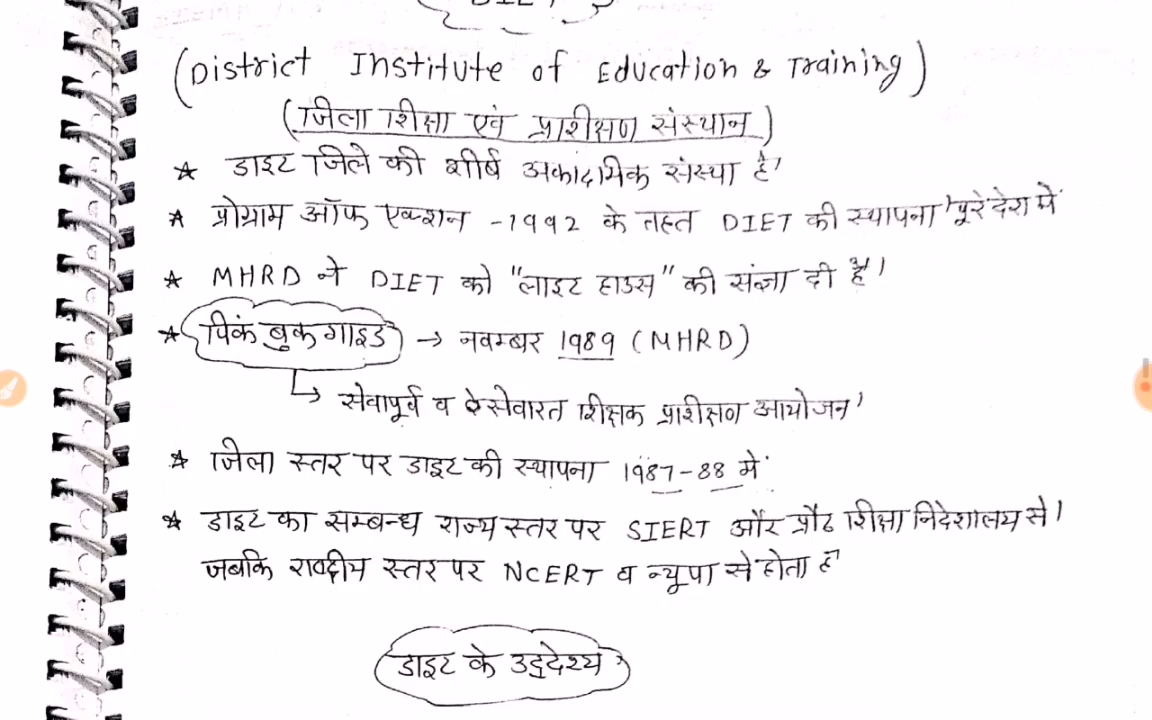 DIET
(District Institute of Education & Training)
(जिला शिक्षा एवं प्रशिक्षण संस्थान)
* डाइट जिले की शीर्ष अकादमिक संस्था है।
* प्रोग्राम ऑफ एक्शन -1992 के तहत DIET की स्थापना पूरे देश में
* MHRD ने DIET को "लाइट हाउस" की संज्ञा दी है।
* पिंक बुक गाइड → नवम्बर 1989 (MHRD)
↳ सेवापूर्व व सेवारत शिक्षक प्रशिक्षण आयोजन।
* जिला स्तर पर डाइट की स्थापना 1987-88 में
* डाइट का सम्बन्ध राज्य स्तर पर SIERT और प्रौढ शिक्षा निदेशालय से।
जबकि राष्ट्रीय स्तर पर NCERT व न्यूपा से होता है
डाइट के उद्देश्य